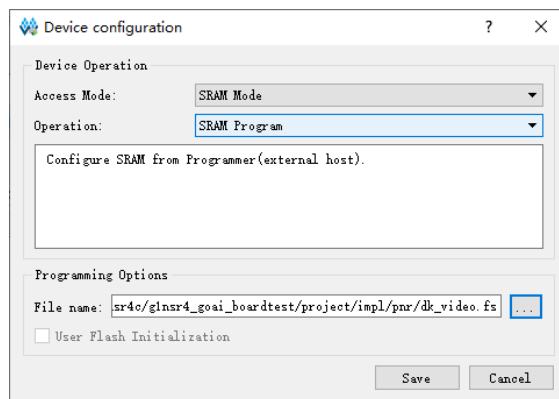 Device configuration ? ×
Device Operation
Access Mode: SRAM Mode
Operation: SRAM Program
Configure SRAM from Programmer(external host).
Programming Options
File name: .sr4c/g1nsr4_goai_boardtest/project/impl/pnr/dk_video.fs ...
User Flash Initialization
Save Cancel